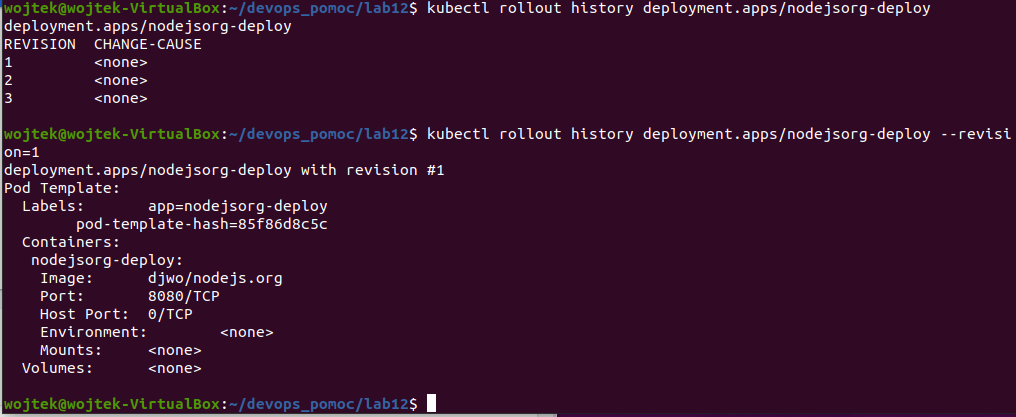 wojtek@wojtek-VirtualBox:~/devops_pomoc/lab12$ kubectl rollout history deployment.apps/nodejsorg-deploy
deployment.apps/nodejsorg-deploy
REVISION  CHANGE-CAUSE
1         <none>
2         <none>
3         <none>
wojtek@wojtek-VirtualBox:~/devops_pomoc/lab12$ kubectl rollout history deployment.apps/nodejsorg-deploy --revisi
on=1
deployment.apps/nodejsorg-deploy with revision #1
Pod Template:
  Labels:       app=nodejsorg-deploy
        pod-template-hash=85f86d8c5c
  Containers:
   nodejsorg-deploy:
    Image:      djwo/nodejs.org
    Port:       8080/TCP
    Host Port:  0/TCP
    Environment:        <none>
    Mounts:     <none>
  Volumes:      <none>
wojtek@wojtek-VirtualBox:~/devops_pomoc/lab12$